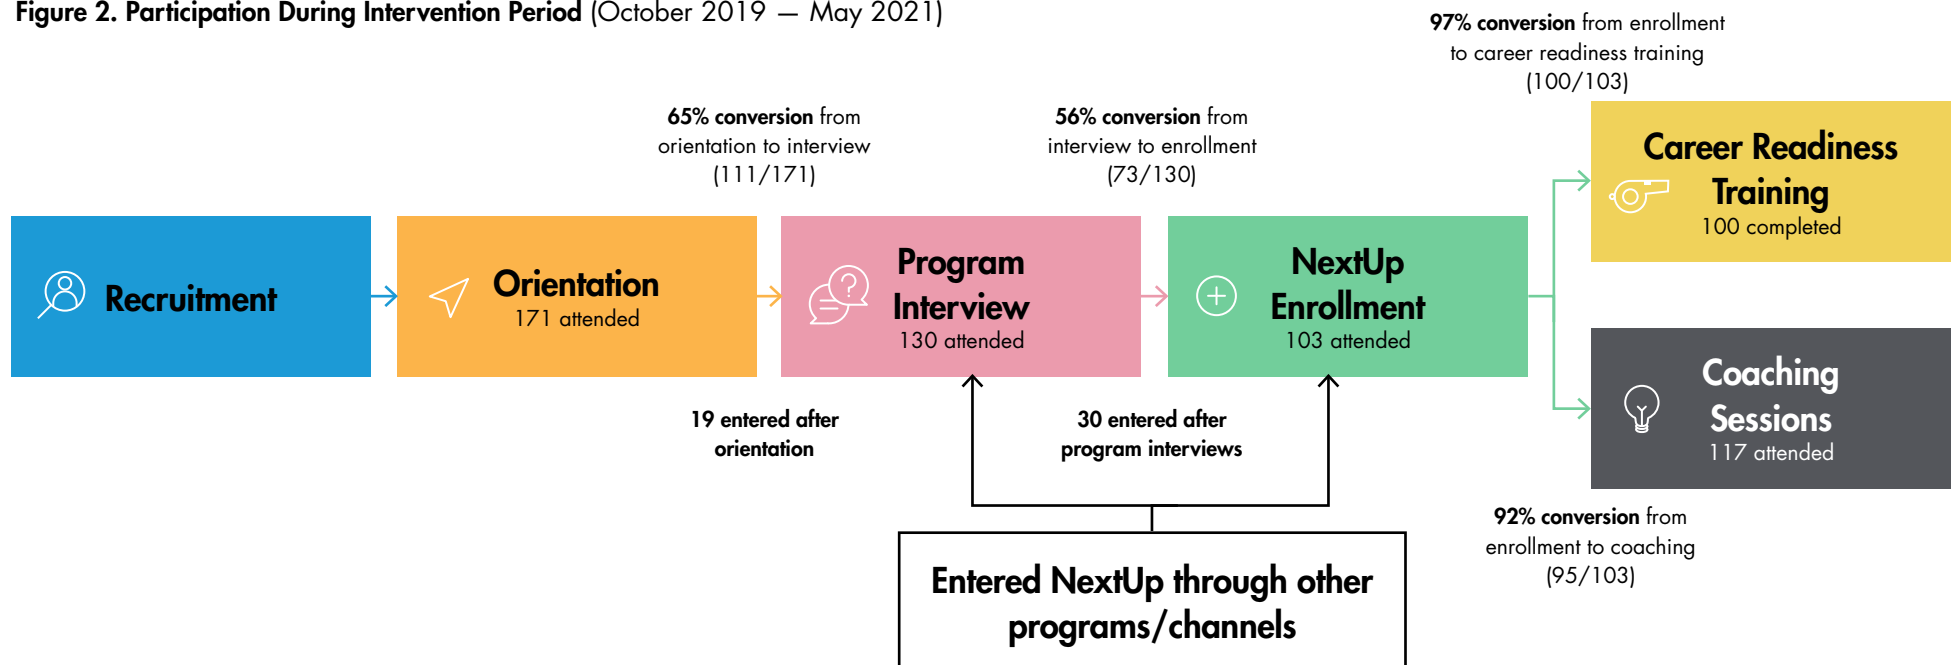 Figure 2. Participation During Intervention Period (October 2019 — May 2021)
97% conversion from enrollment
to career readiness training
(100/103)
65% conversion from
orientation to interview
(111/171)
56% conversion from
interview to enrollment
(73/130)
Recruitment
Orientation
171 attended
Program
Interview
130 attended
NextUp
Enrollment
103 attended
Career Readiness
Training
100 completed
Coaching
Sessions
117 attended
19 entered after
orientation
30 entered after
program interviews
92% conversion from
enrollment to coaching
(95/103)
Entered NextUp through other
programs/channels